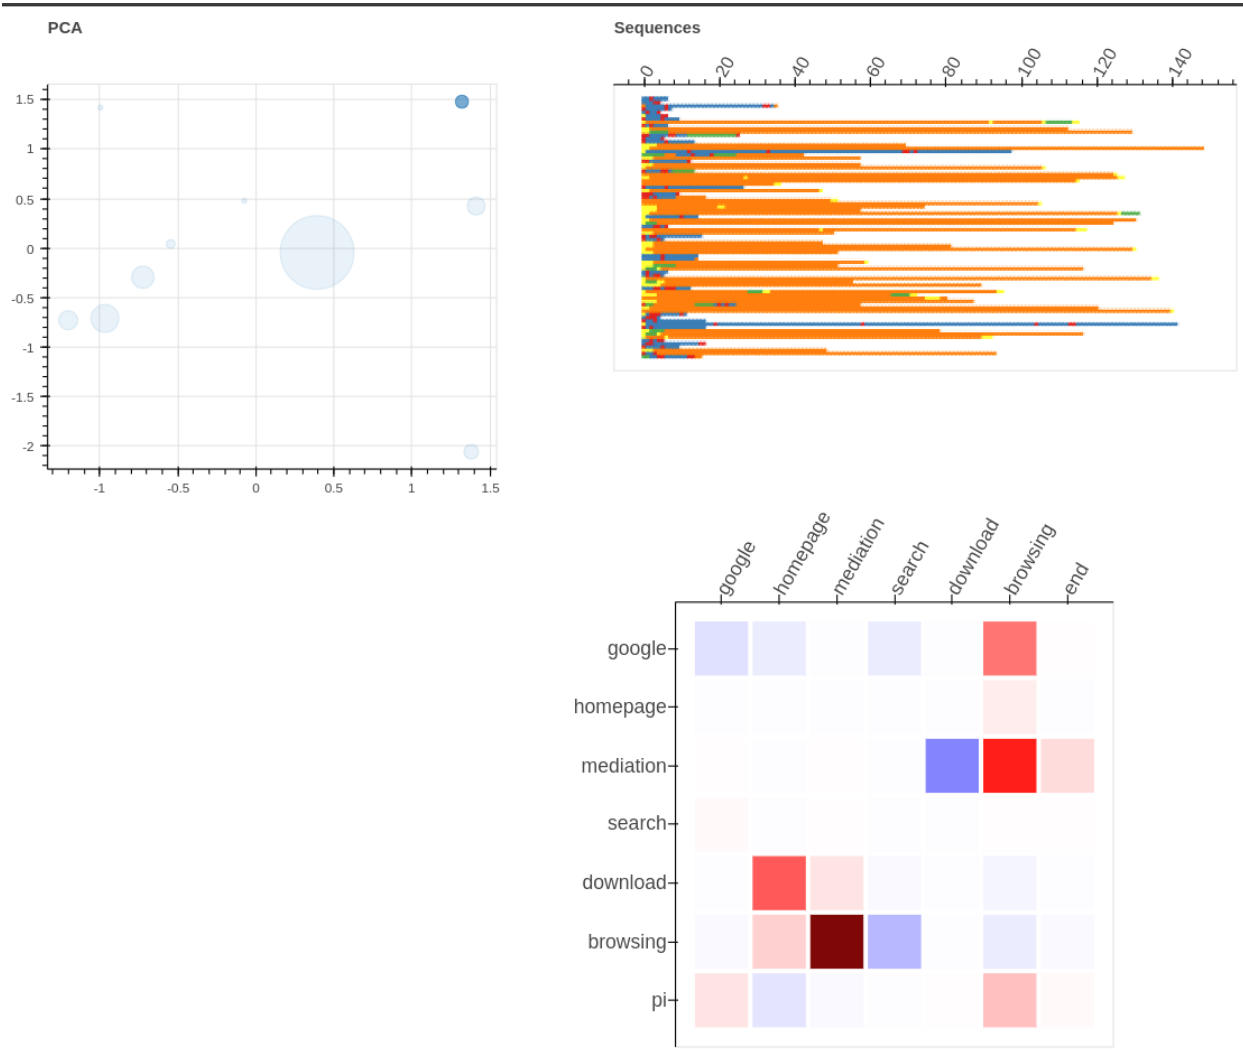 PCA
1.5
1
0.5
0
-0.5
-1
-1.5
-2
-1 -0.5 0 0.5 1 1.5
Sequences
0 20 40 60 80 100 120 140
google homepage mediation search download browsing end
google
homepage
mediation
search
download
browsing
pi